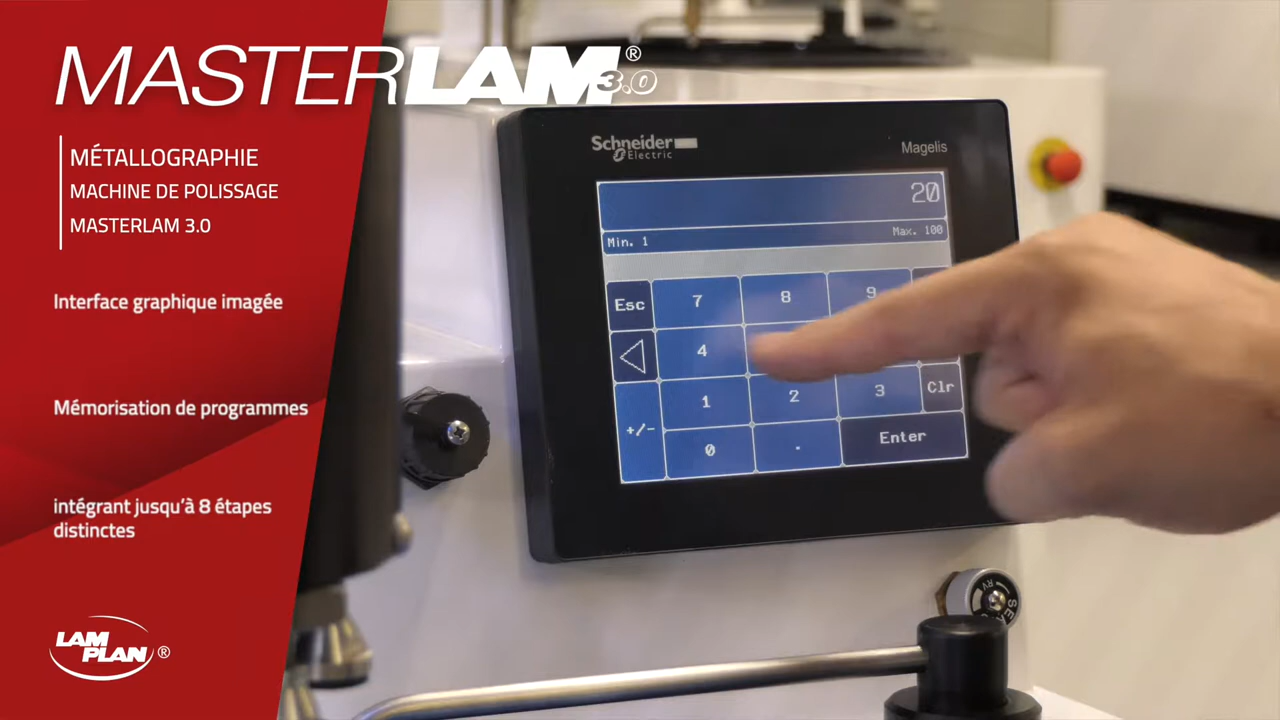 MASTERLAM®
3.0
MÉTALLOGRAPHIE
MACHINE DE POLISSAGE
MASTERLAM 3.0
Interface graphique imagée
Mémorisation de programmes
intégrant jusqu'à 8 étapes
distinctes
LAM
PLAN®
Schneider
Electric
Magelis
20
Min. 1
Max. 100
Esc
7
8
9
4
1
2
3
Clr
+/-
0
.
Enter
RV